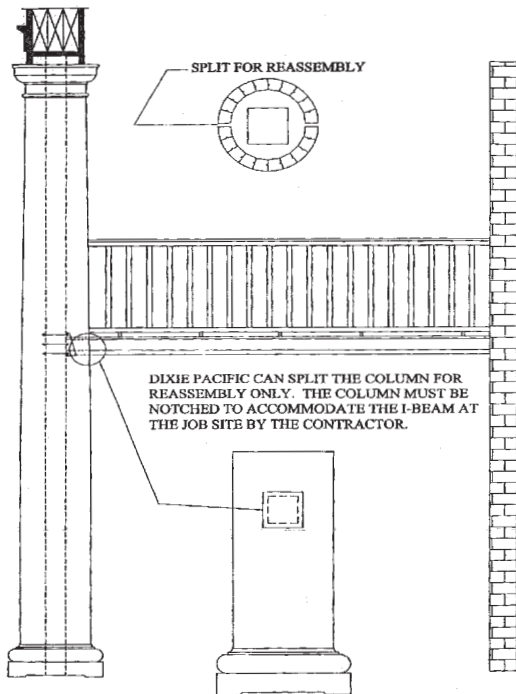 SPLIT FOR REASSEMBLY
DIXIE PACIFIC CAN SPLIT THE COLUMN FOR
REASSEMBLY ONLY. THE COLUMN MUST BE
NOTCHED TO ACCOMMODATE THE I-BEAM AT
THE JOB SITE BY THE CONTRACTOR.